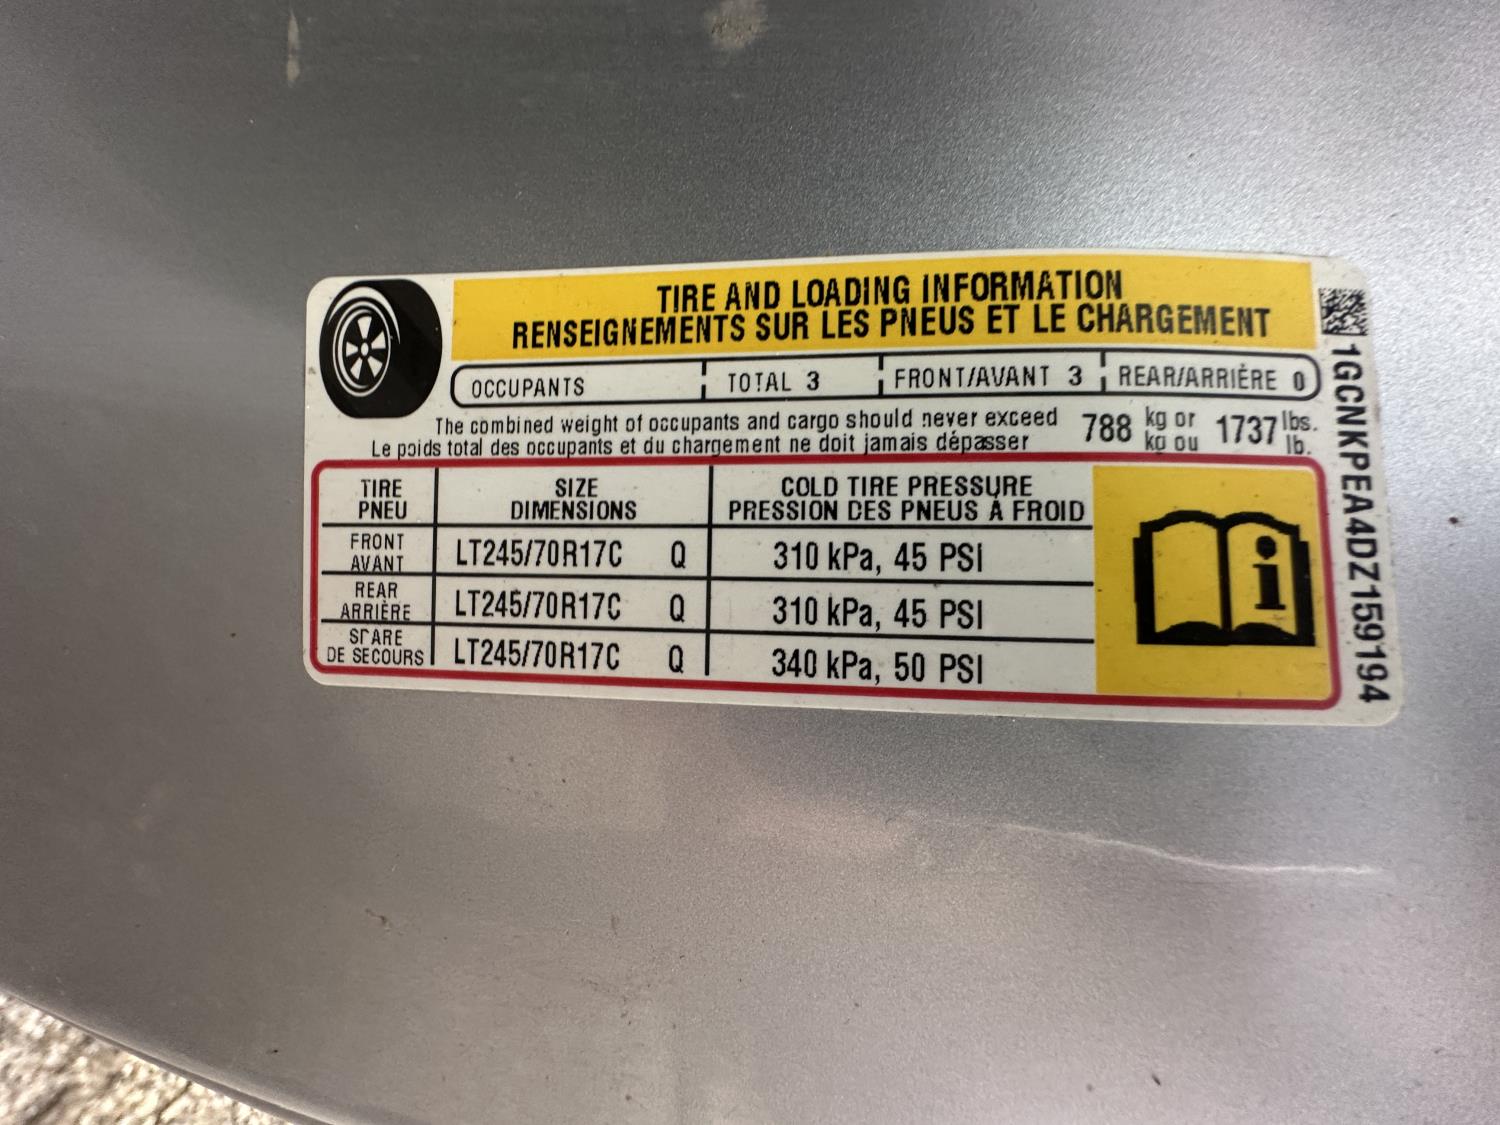 TIRE AND LOADING INFORMATION
RENSEIGNEMENTS SUR LES PNEUS ET LE CHARGEMENT
OCCUPANTS TOTAL 3 FRONT/AVANT 3 REAR/ARRIÈRE 0
The combined weight of occupants and cargo should never exceed 788 kg or 1737 lbs.
Le poids total des occupants et du chargement ne doit jamais dépasser kg ou lb.
TIRE SIZE COLD TIRE PRESSURE
PNEU DIMENSIONS PRESSION DES PNEUS À FROID
FRONT
AVANT LT245/70R17C Q 310 kPa, 45 PSI
REAR
ARRIÈRE LT245/70R17C Q 310 kPa, 45 PSI
SPARE
DE SECOURS LT245/70R17C Q 340 kPa, 50 PSI
i
1GCNKPEA4DZ159194